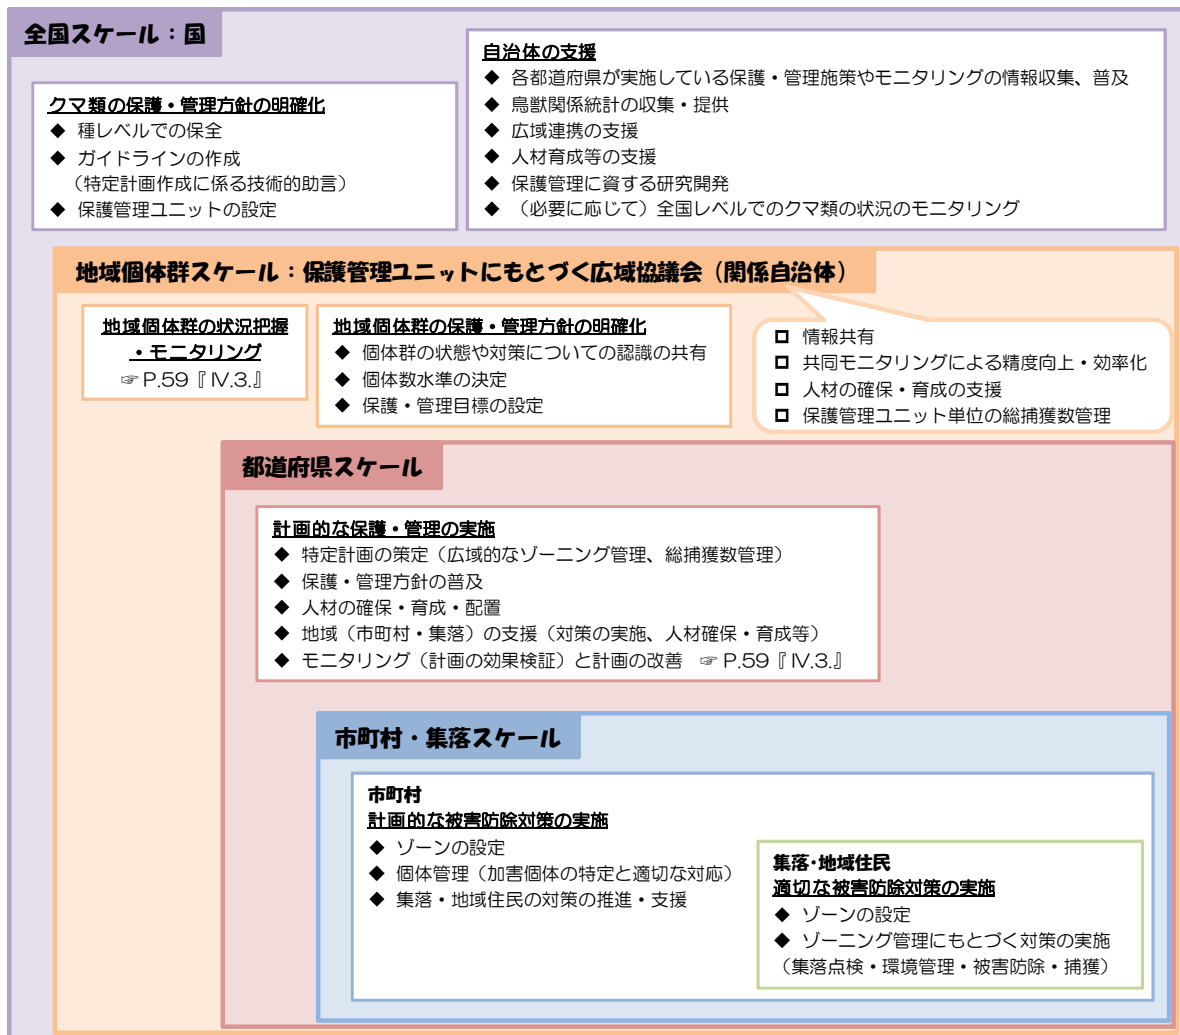 全国スケール：国
クマ類の保護・管理方針の明確化
◆ 種レベルでの保全
◆ ガイドラインの作成
（特定計画作成に係る技術的助言）
◆ 保護管理ユニットの設定
自治体の支援
◆ 各都道府県が実施している保護・管理施策やモニタリングの情報収集、普及
◆ 鳥獣関係統計の収集・提供
◆ 広域連携の支援
◆ 人材育成等の支援
◆ 保護管理に資する研究開発
◆ （必要に応じて）全国レベルでのクマ類の状況のモニタリング
地域個体群スケール：保護管理ユニットにもとづく広域協議会（関係自治体）
地域個体群の状況把握
・モニタリング
☞P.59『Ⅳ.3.』
地域個体群の保護・管理方針の明確化
◆ 個体群の状態や対策についての認識の共有
◆ 個体数水準の決定
◆ 保護・管理目標の設定
□ 情報共有
□ 共同モニタリングによる精度向上・効率化
□ 人材の確保・育成の支援
□ 保護管理ユニット単位の総捕獲数管理
都道府県スケール
計画的な保護・管理の実施
◆ 特定計画の策定（広域的なゾーニング管理、総捕獲数管理）
◆ 保護・管理方針の普及
◆ 人材の確保・育成・配置
◆ 地域（市町村・集落）の支援（対策の実施、人材確保・育成等）
◆ モニタリング（計画の効果検証）と計画の改善 ☞P.59『Ⅳ.3.』
市町村・集落スケール
市町村
計画的な被害防除対策の実施
◆ ゾーンの設定
◆ 個体管理（加害個体の特定と適切な対応）
◆ 集落・地域住民の対策の推進・支援
集落・地域住民
適切な被害防除対策の実施
◆ ゾーンの設定
◆ ゾーニング管理にもとづく対策の実施
（集落点検・環境管理・被害防除・捕獲）